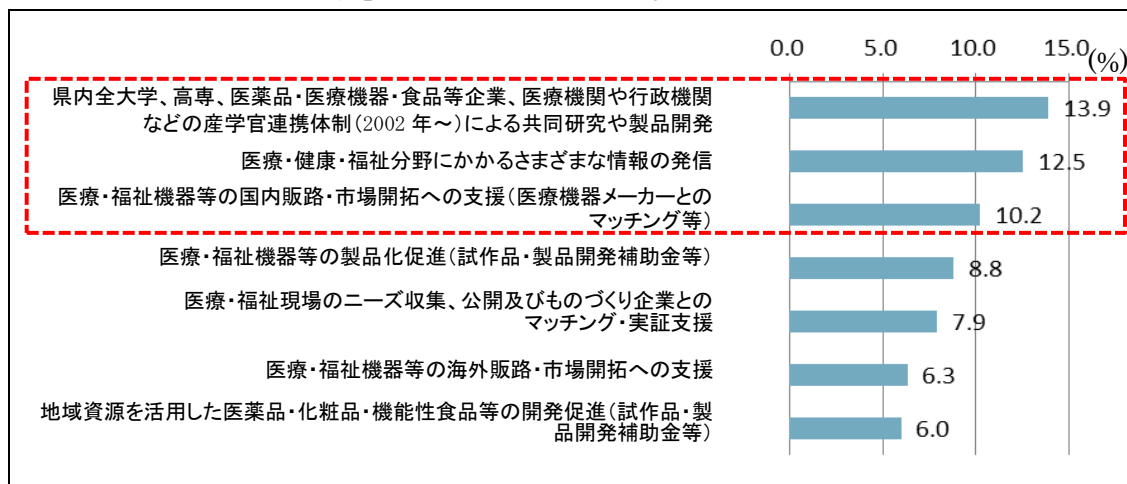 0.0 5.0 10.0 15.0 (%)
県内全大学、高専、医薬品・医療機器・食品等企業、医療機関や行政機関
などの産学官連携体制(2002 年～)による共同研究や製品開発
13.9
医療・健康・福祉分野にかかるさまざまな情報の発信
12.5
医療・福祉機器等の国内販路・市場開拓への支援(医療機器メーカーとの
マッチング等)
10.2
医療・福祉機器等の製品化促進(試作品・製品開発補助金等)
8.8
医療・福祉現場のニーズ収集、公開及びものづくり企業との
マッチング・実証支援
7.9
医療・福祉機器等の海外販路・市場開拓への支援
6.3
地域資源を活用した医薬品・化粧品・機能性食品等の開発促進(試作品・製
品開発補助金等)
6.0